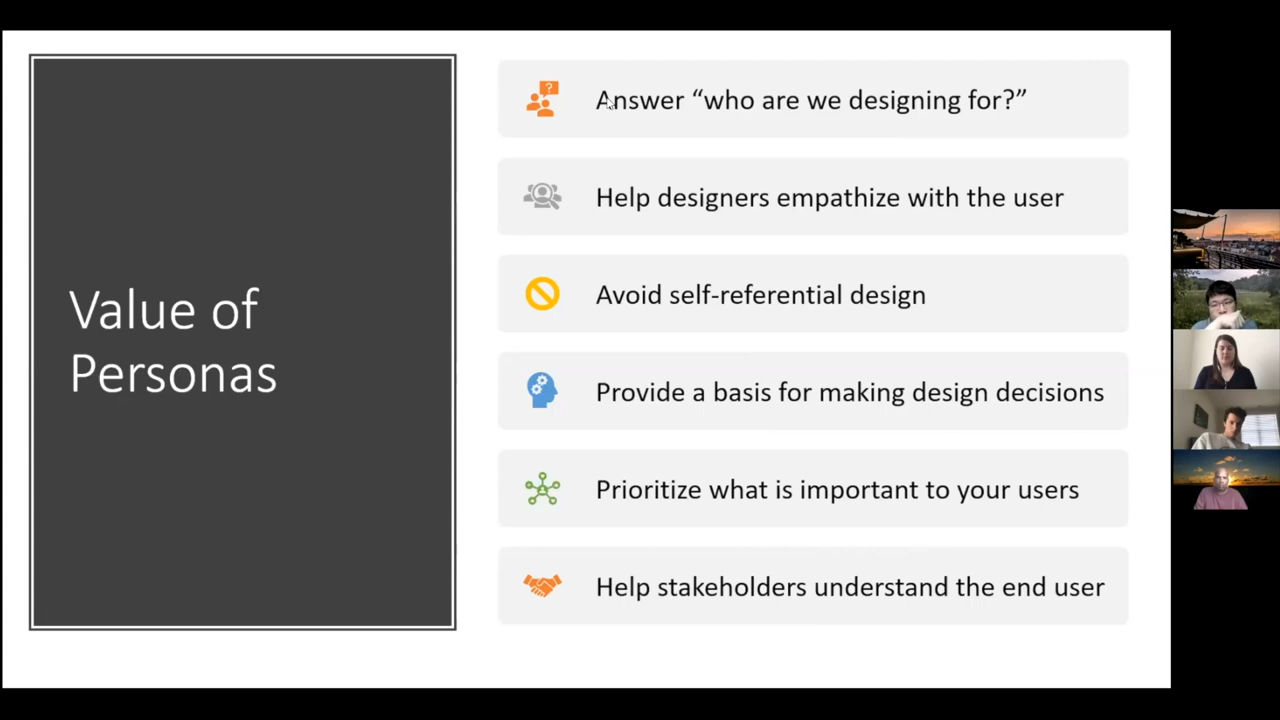 Value of
Personas
Answer “who are we designing for?”
Help designers empathize with the user
Avoid self-referential design
Provide a basis for making design decisions
Prioritize what is important to your users
Help stakeholders understand the end user